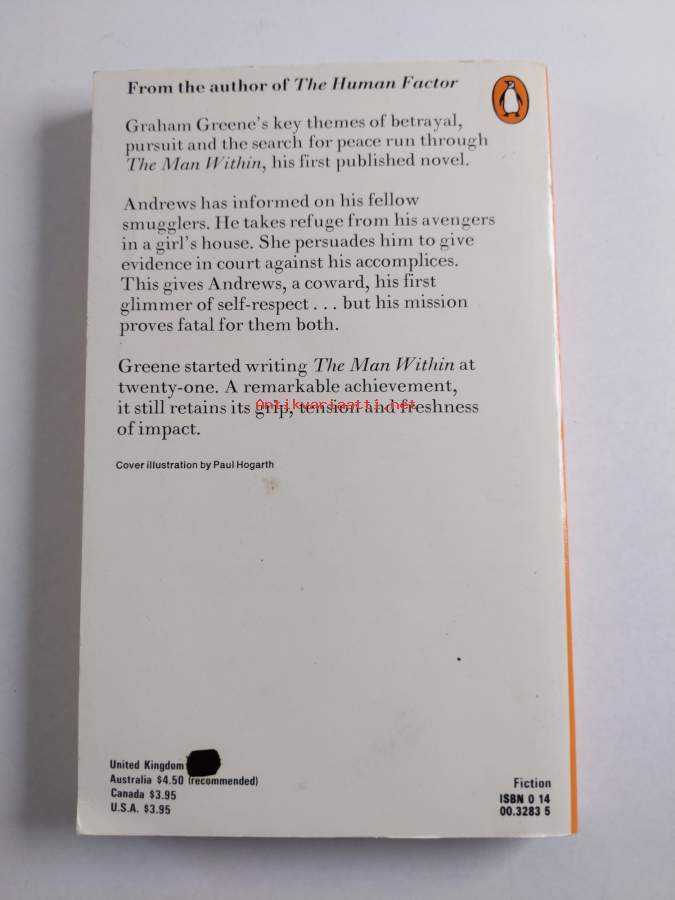 From the author of The Human Factor
Graham Greene's key themes of betrayal,
pursuit and the search for peace run through
The Man Within, his first published novel.
Andrews has informed on his fellow
smugglers. He takes refuge from his avengers
in a girl's house. She persuades him to give
evidence in court against his accomplices.
This gives Andrews, a coward, his first
glimmer of self-respect . . . but his mission
proves fatal for them both.
Greene started writing The Man Within at
twenty-one. A remarkable achievement,
it still retains its grip, tension and freshness
of impact.
Antikvariaatti.net
Cover illustration by Paul Hogarth
United Kingdom
Australia $4.50 (recommended)
Canada $3.95
U.S.A. $3.95
Fiction
ISBN 0 14
00.3283 5